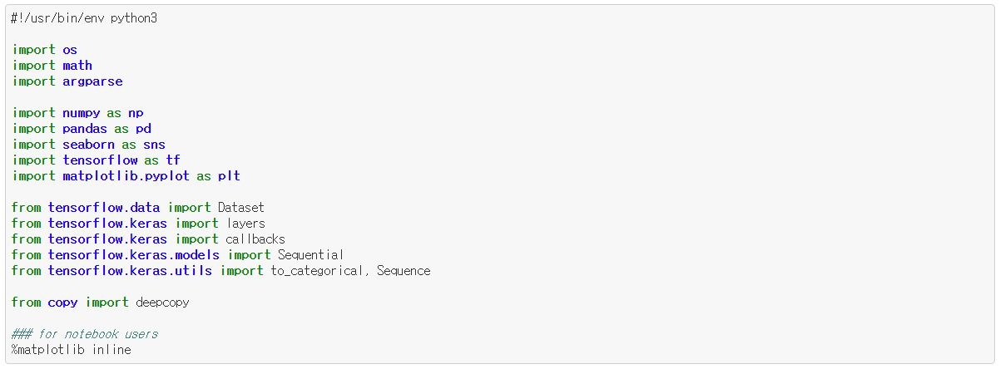 #!/usr/bin/env python3
import os
import math
import argparse
import numpy as np
import pandas as pd
import seaborn as sns
import tensorflow as tf
import matplotlib.pyplot as plt
from tensorflow.data import Dataset
from tensorflow.keras import layers
from tensorflow.keras import callbacks
from tensorflow.keras.models import Sequential
from tensorflow.keras.utils import to_categorical, Sequence
from copy import deepcopy
### for notebook users
%matplotlib inline